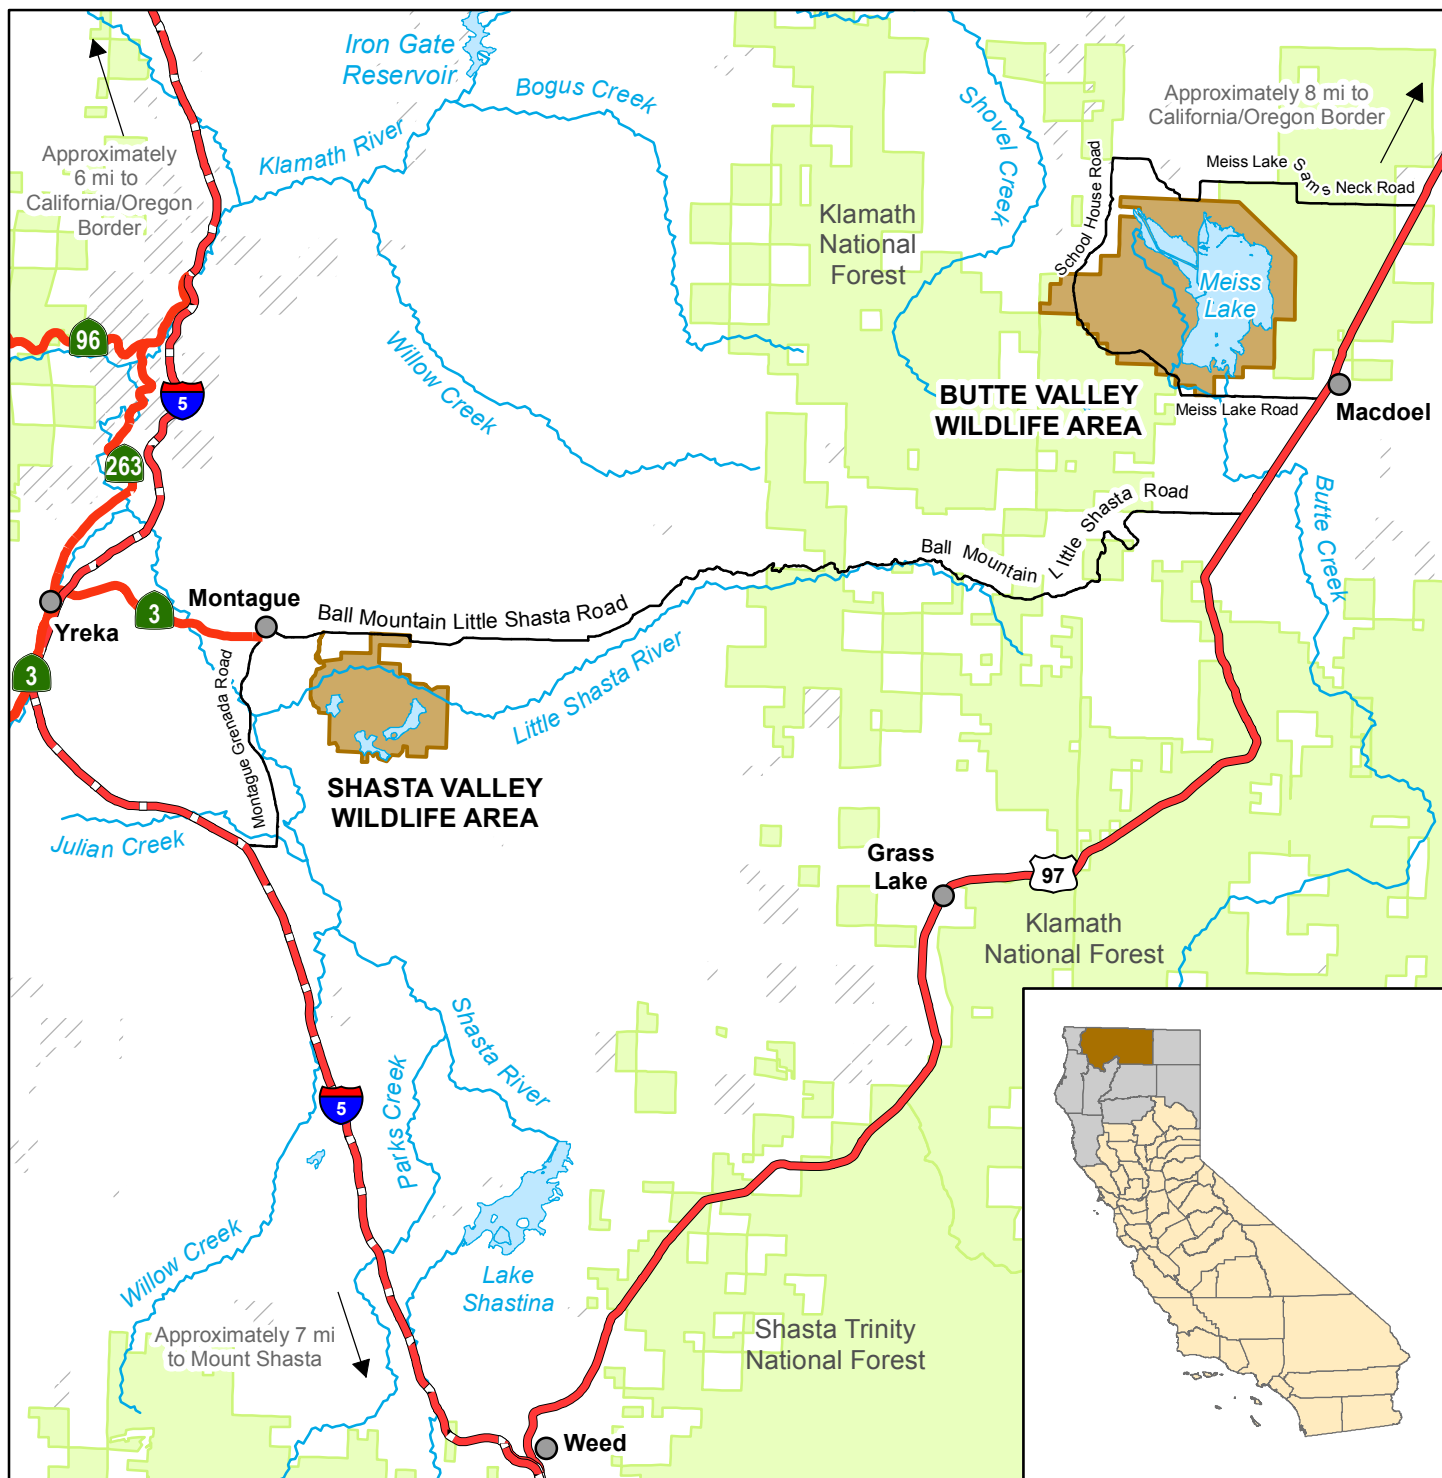 Iron Gate
Reservoir
Bogus Creek
Klamath River
Approximately
6 mi to
California/Oregon
Border
Shovel Creek
Klamath
National
Forest
Approximately 8 mi to
California/Oregon Border
School House Road
Meiss Lake Sams Neck Road
Meiss
Lake
96
5
263
Willow Creek
BUTTE VALLEY
WILDLIFE AREA
Meiss Lake Road
Macdoel
Butte Creek
Ball Mountain Little Shasta Road
Yreka
3
Montague
Ball Mountain Little Shasta Road
3
Montague Grenada Road
Little Shasta River
SHASTA VALLEY
WILDLIFE AREA
Julian Creek
Grass
Lake
97
Klamath
National Forest
Shasta River
Parks Creek
5
Willow Creek
Lake
Shastina
Approximately 7 mi
to Mount Shasta
Shasta Trinity
National Forest
Weed